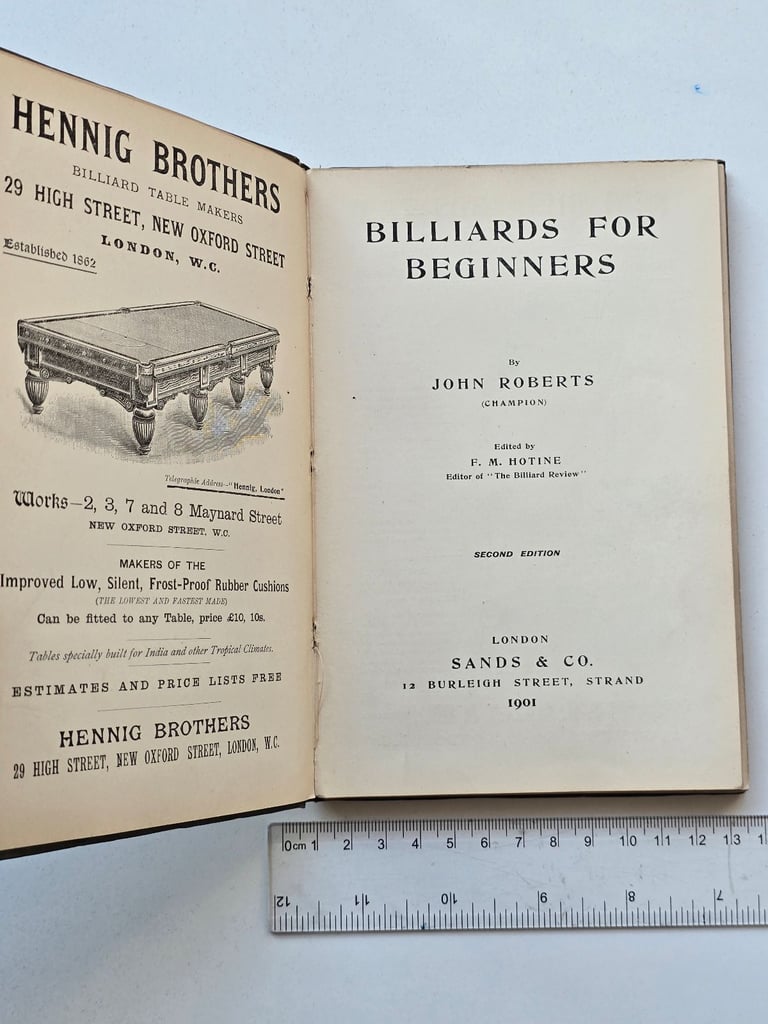 HENNIG BROTHERS
BILLIARD TABLE MAKERS
29 HIGH STREET, NEW OXFORD STREET
LONDON, W.C.
Established 1862
Telegraphic Address—"Hennig, London"
Works—2, 3, 7 and 8 Maynard Street
NEW OXFORD STREET, W.C.
MAKERS OF THE
Improved Low, Silent, Frost-Proof Rubber Cushions
(THE LOWEST AND FASTEST MADE)
Can be fitted to any Table, price £10, 10s.
Tables specially built for India and other Tropical Climates.
ESTIMATES AND PRICE LISTS FREE
HENNIG BROTHERS
29 HIGH STREET, NEW OXFORD STREET, LONDON, W.C.
BILLIARDS FOR
BEGINNERS
By
JOHN ROBERTS
(CHAMPION)
Edited by
F. M. HOTINE
Editor of "The Billiard Review"
SECOND EDITION
LONDON
SANDS & CO.
12 BURLEIGH STREET, STRAND
1901
0cm 1 2 3 4 5 6 7 8 9 10 11 12 13
12 11 10 9 8 7